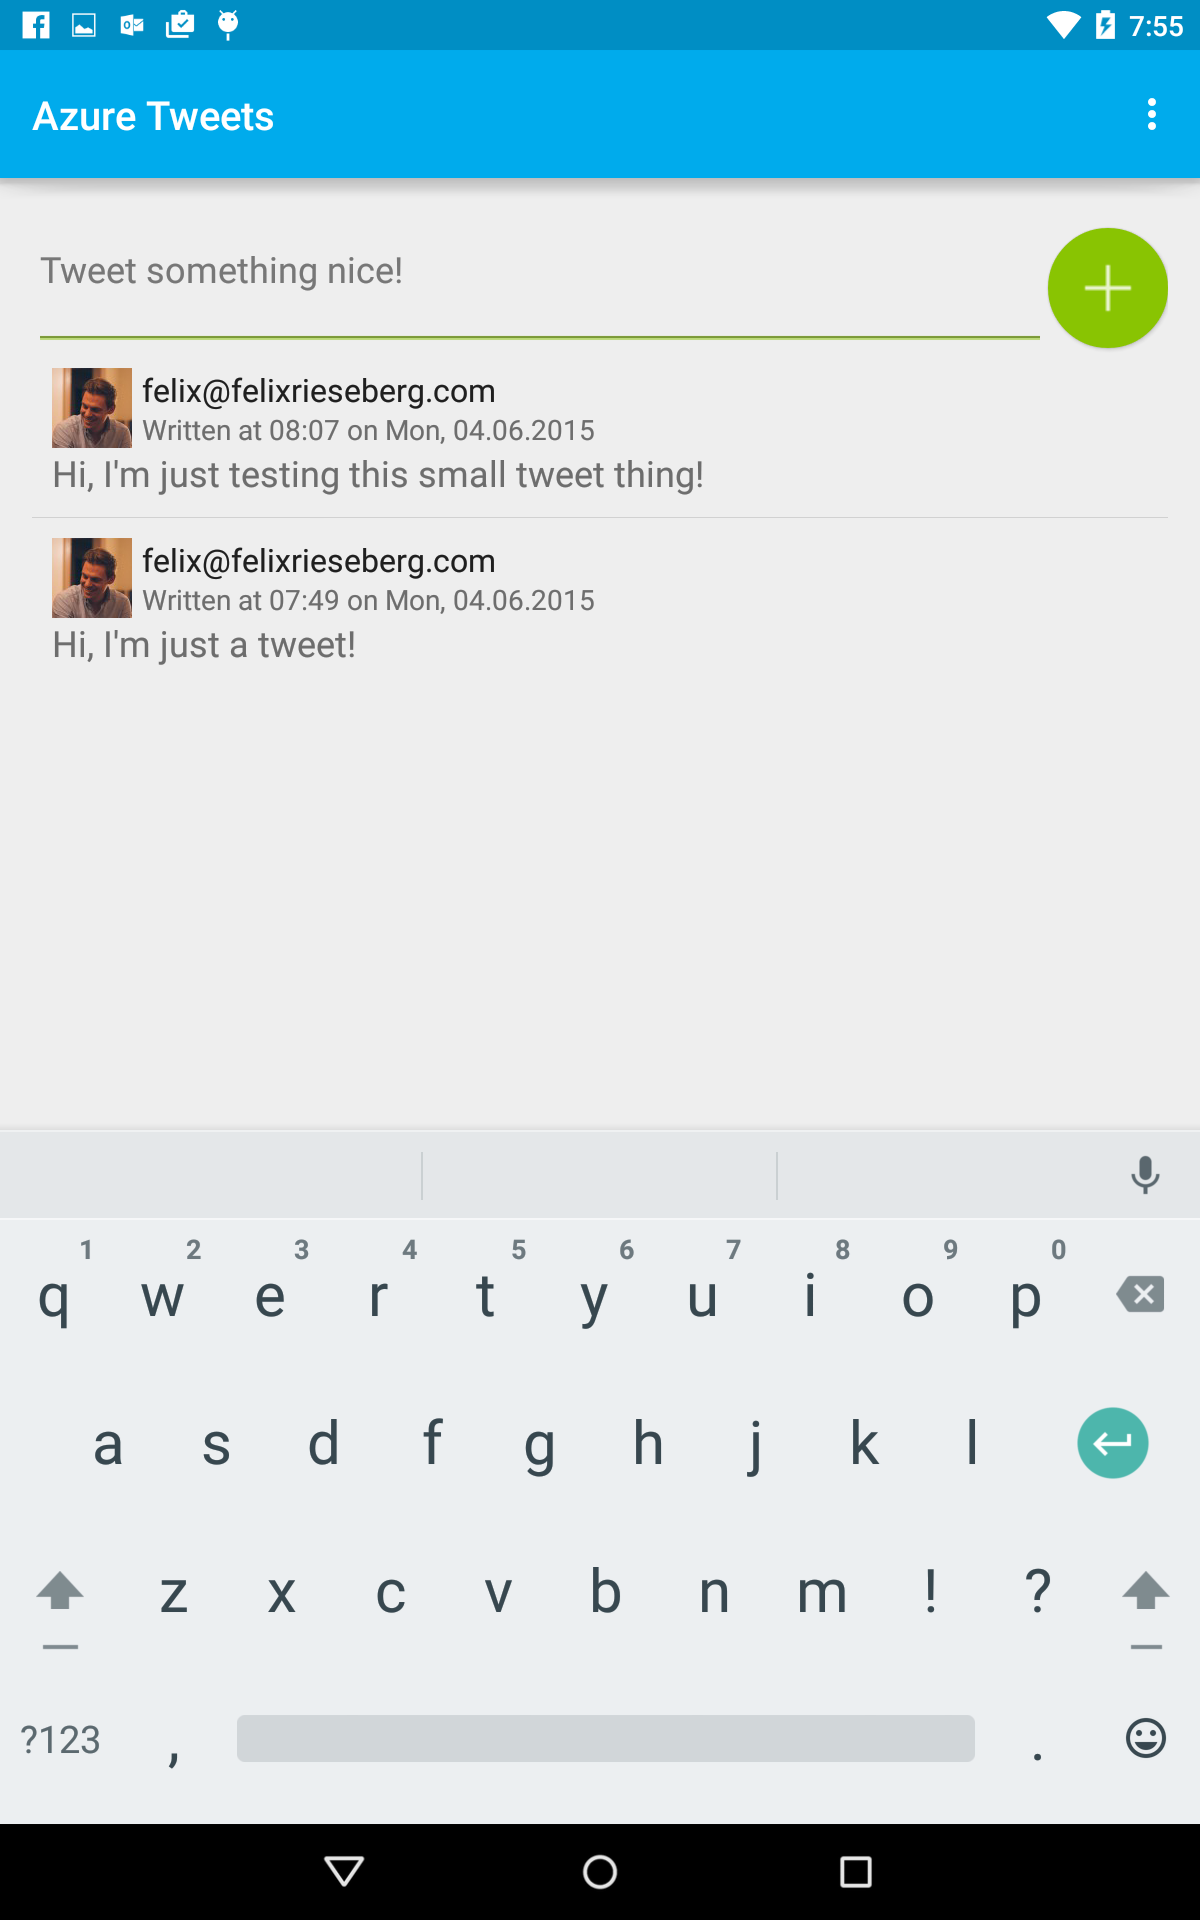 7:55
Azure Tweets
Tweet something nice!
felix@felixrieseberg.com
Written at 08:07 on Mon, 04.06.2015
Hi, I'm just testing this small tweet thing!
felix@felixrieseberg.com
Written at 07:49 on Mon, 04.06.2015
Hi, I'm just a tweet!
1 2 3 4 5 6 7 8 9 0
q w e r t y u i o p
a s d f g h j k l
z x c v b n m ! ?
?123 , .